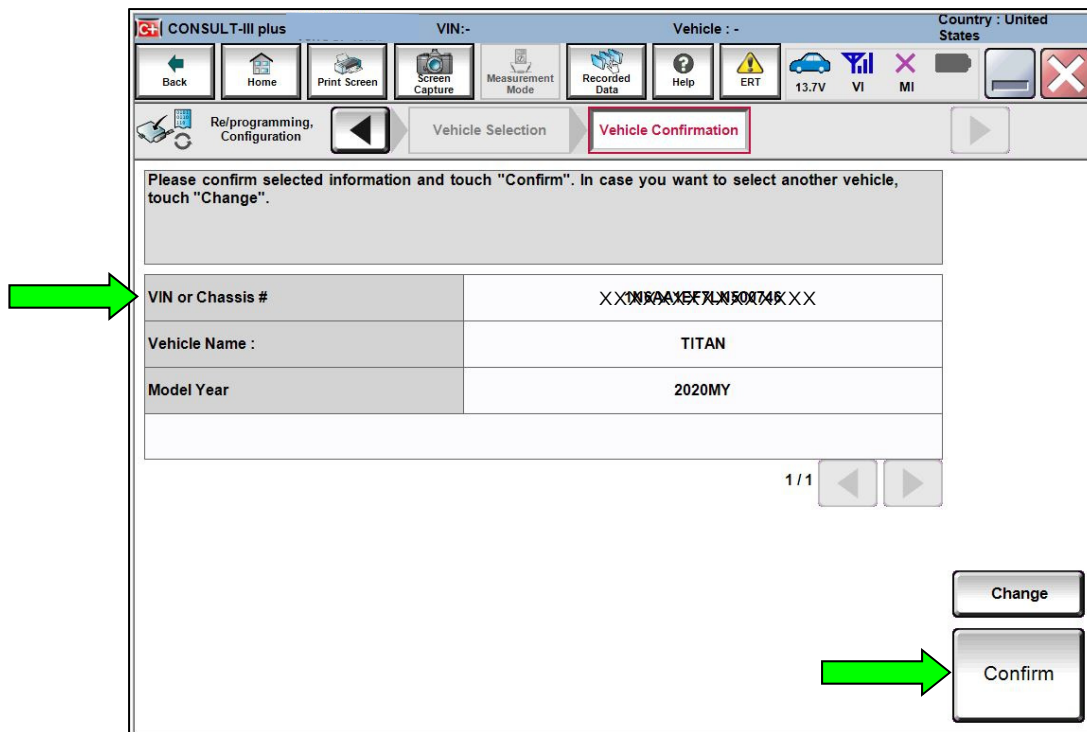 CONSULT-III plus VIN:- Vehicle : - Country : United
States
Back Home Print Screen Screen
Capture Measurement
Mode Recorded
Data Help ERT 13.7V VI MI
Re/programming,
Configuration Vehicle Selection Vehicle Confirmation
Please confirm selected information and touch "Confirm". In case you want to select another vehicle,
touch "Change".
VIN or Chassis #
Vehicle Name : TITAN
Model Year 2020MY
1 / 1
Change
Confirm